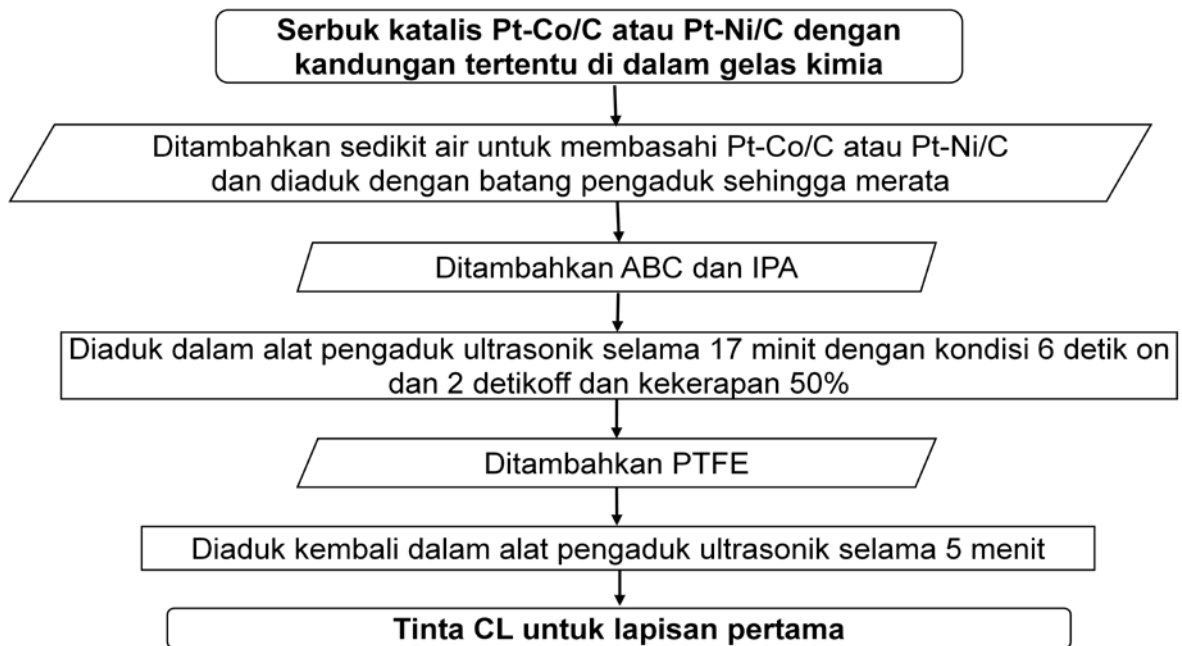 Serbuk katalis Pt-Co/C atau Pt-Ni/C dengan
kandungan tertentu di dalam gelas kimia
Ditambahkan sedikit air untuk membasahi Pt-Co/C atau Pt-Ni/C
dan diaduk dengan batang pengaduk sehingga merata
Ditambahkan ABC dan IPA
Diaduk dalam alat pengaduk ultrasonik selama 17 minit dengan kondisi 6 detik on
dan 2 detikoff dan kekerapan 50%
Ditambahkan PTFE
Diaduk kembali dalam alat pengaduk ultrasonik selama 5 menit
Tinta CL untuk lapisan pertama